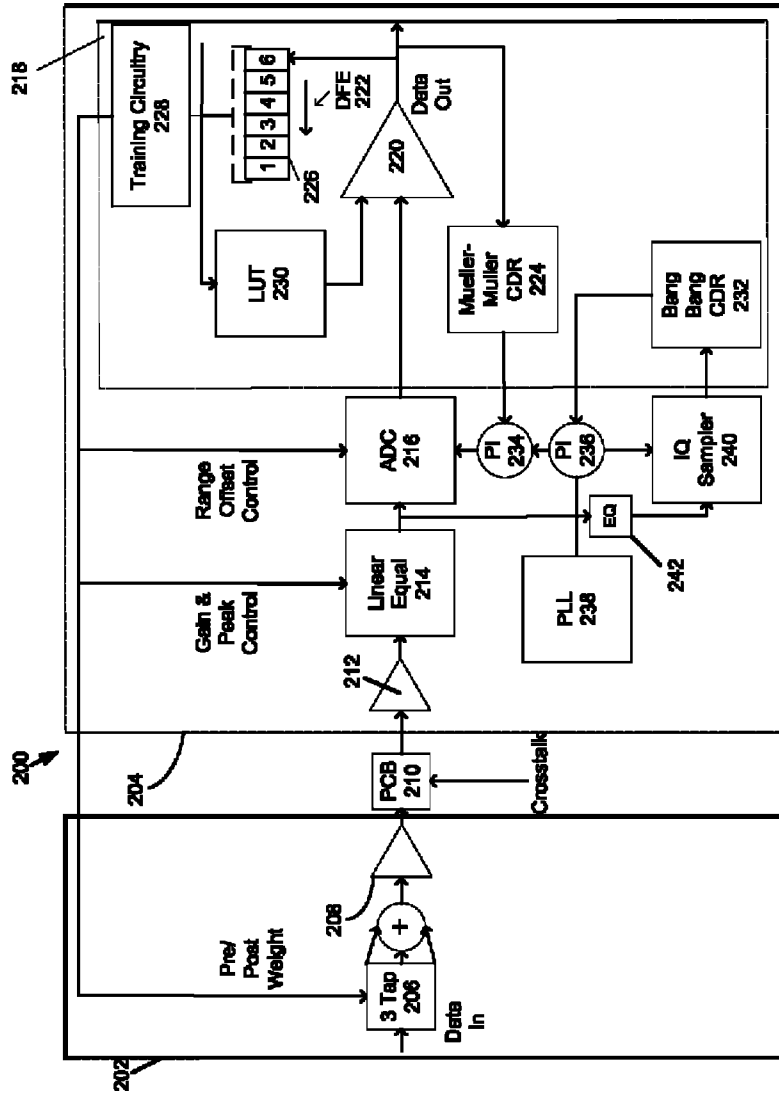 200
202
204
218
Data
In
3 Tap
206
Pre/
Post
Weight
+
208
PCB
210
Crosstalk
212
Gain &
Peak
Control
Linear
Equal
214
Range
Offset
Control
ADC
216
PI
234
PI
236
PLL
238
EQ
242
IQ
Sampler
240
Training Circuitry
228
LUT
230
1 2 3 4 5 6
226
DFE
222
220
Data
Out
Mueller-
Muller
CDR
224
Bang
Bang
CDR
232